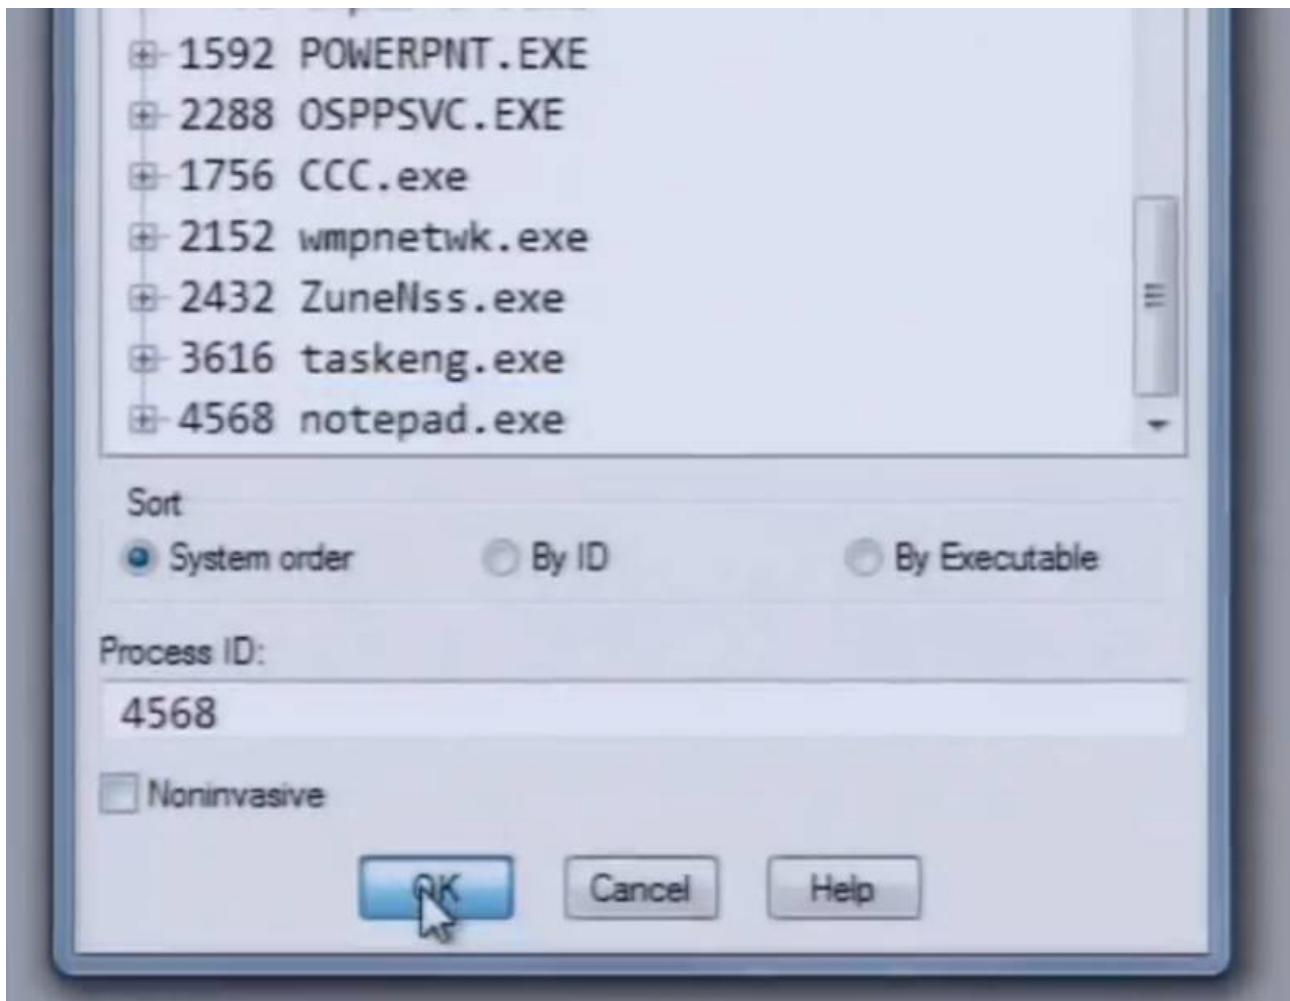 1592 POWERPNT.EXE
2288 OSPPSVC.EXE
1756 CCC.exe
2152 wmpnetwk.exe
2432 ZuneNss.exe
3616 taskeng.exe
4568 notepad.exe
Sort
System order By ID By Executable
Process ID:
4568
Noninvasive
OK Cancel Help